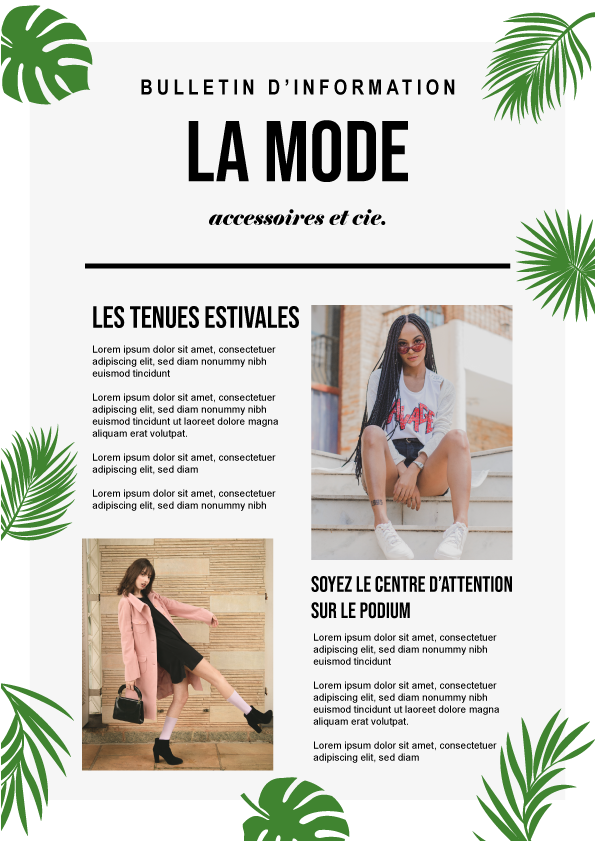 BULLETIN D’INFORMATION
LA MODE
accessoires et cie.
LES TENUES ESTIVALES
Lorem ipsum dolor sit amet, consectetuer
adipiscing elit, sed diam nonummy nibh
euismod tincidunt
Lorem ipsum dolor sit amet, consectetuer
adipiscing elit, sed diam nonummy nibh
euismod tincidunt ut laoreet dolore magna
aliquam erat volutpat.
Lorem ipsum dolor sit amet, consectetuer
adipiscing elit, sed diam
Lorem ipsum dolor sit amet, consectetuer
adipiscing elit, sed diam nonummy nibh
SOYEZ LE CENTRE D’ATTENTION
SUR LE PODIUM
Lorem ipsum dolor sit amet, consectetuer
adipiscing elit, sed diam nonummy nibh
euismod tincidunt
Lorem ipsum dolor sit amet, consectetuer
adipiscing elit, sed diam nonummy nibh
euismod tincidunt ut laoreet dolore magna
aliquam erat volutpat.
Lorem ipsum dolor sit amet, consectetuer
adipiscing elit, sed diam